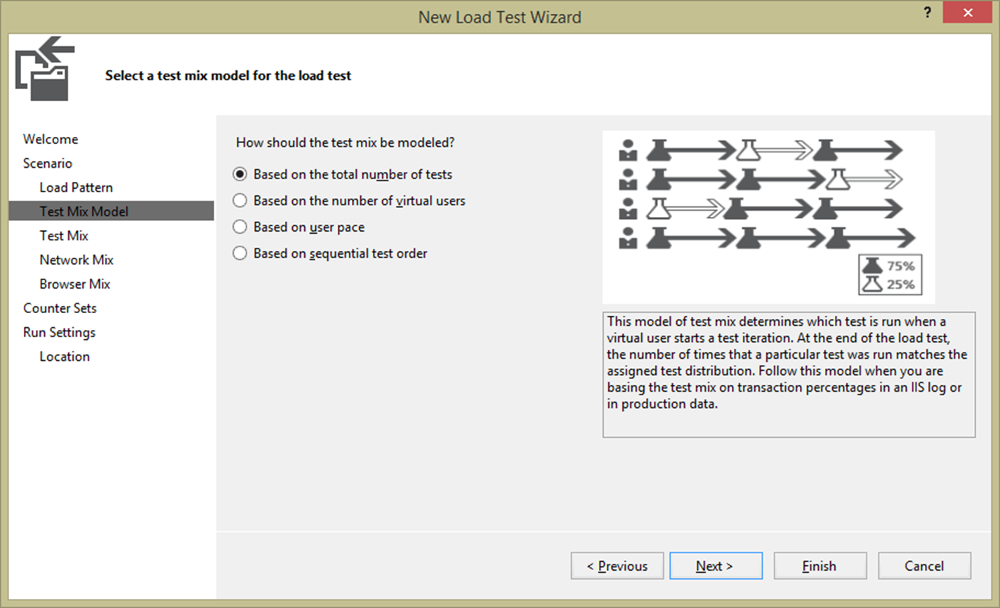 New Load Test Wizard
?
Select a test mix model for the load test
Welcome
Scenario
Load Pattern
Test Mix Model
Test Mix
Network Mix
Browser Mix
Counter Sets
Run Settings
Location
How should the test mix be modeled?
Based on the total number of tests
Based on the number of virtual users
Based on user pace
Based on sequential test order
75%
25%
This model of test mix determines which test is run when a
virtual user starts a test iteration. At the end of the load test,
the number of times that a particular test was run matches the
assigned test distribution. Follow this model when you are
basing the test mix on transaction percentages in an IIS log or
in production data.
< Previous
Next >
Finish
Cancel